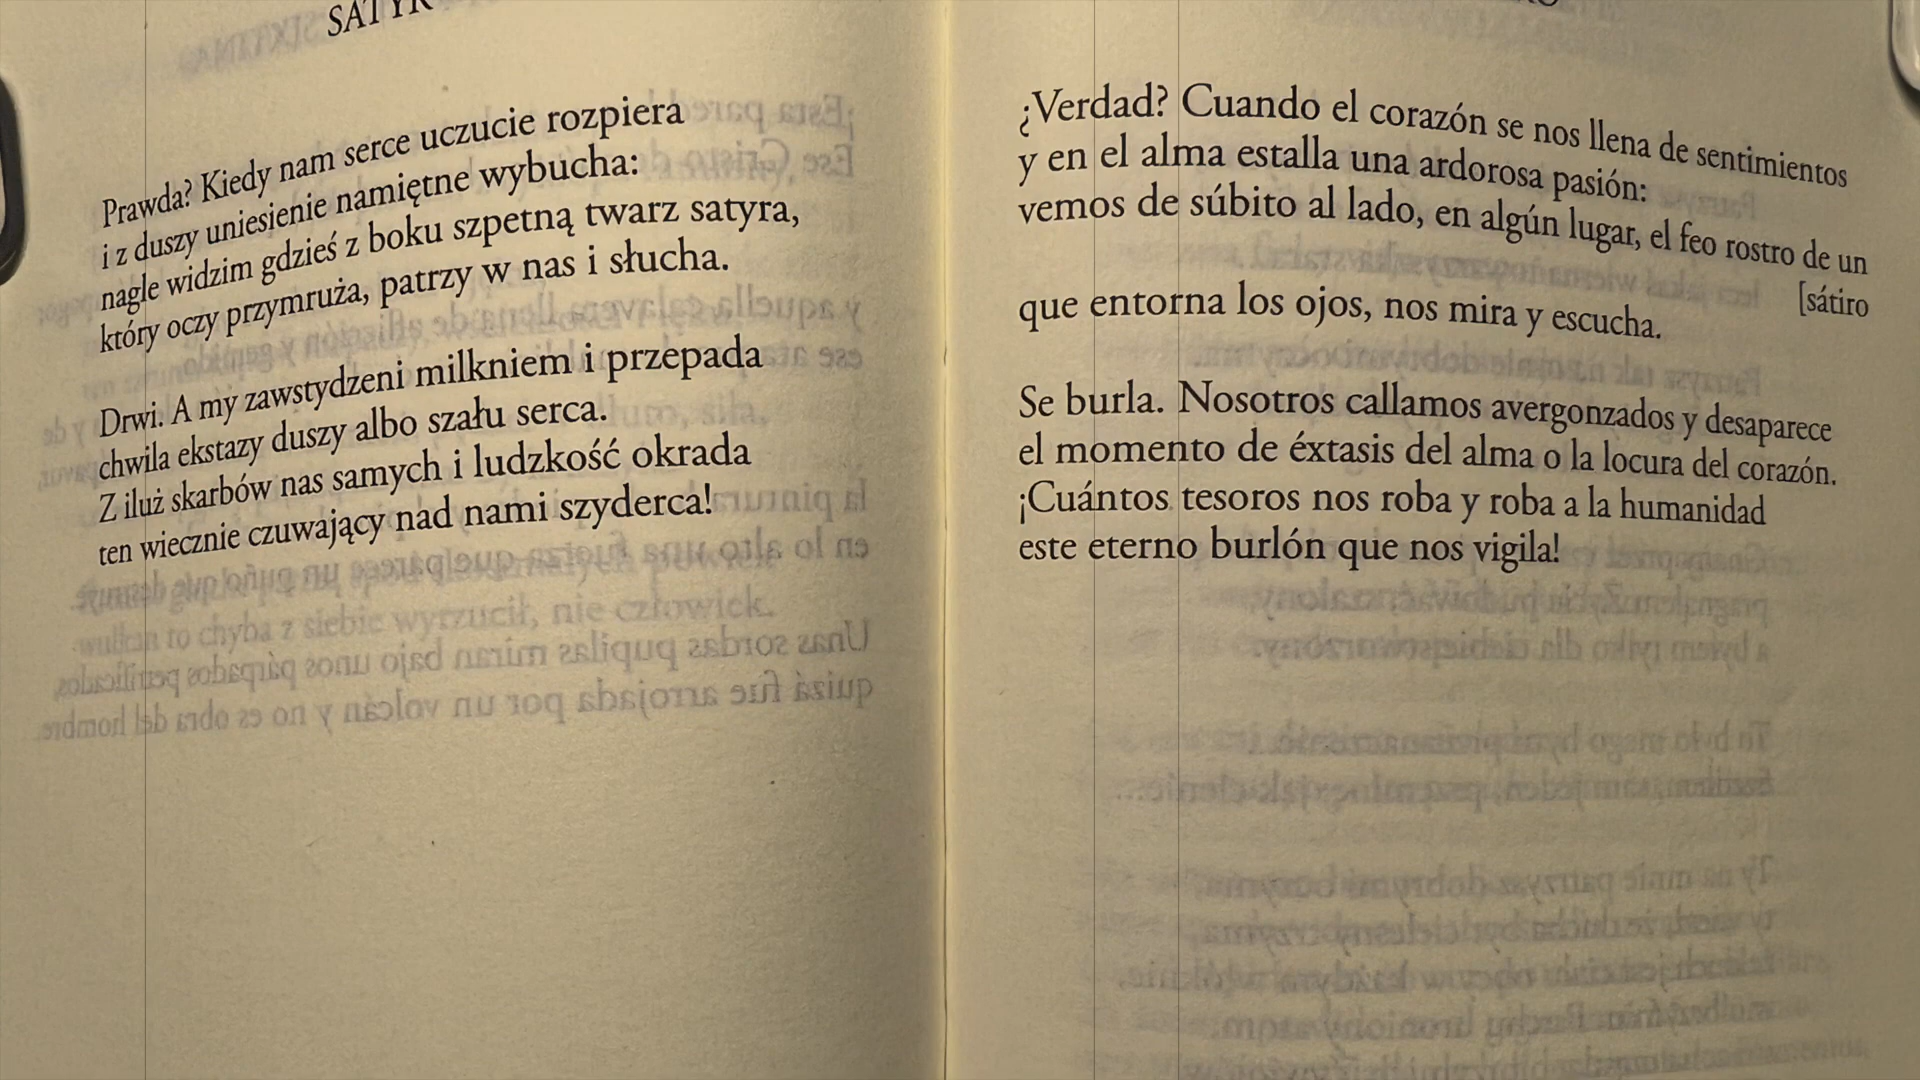 SATYR
Prawda? Kiedy nam serce uczucie rozpiera
i z duszy uniesienie namiętne wybucha:
nagle widzim gdzieś z boku szpetną twarz satyra,
który oczy przymruża, patrzy w nas i słucha.
Drwi. A my zawstydzeni milkniem i przepada
chwila ekstazy duszy albo szału serca.
Z iluż skarbów nas samych i ludzkość okrada
ten wiecznie czuwający nad nami szyderca!
¿Verdad? Cuando el corazón se nos llena de sentimientos
y en el alma estalla una ardorosa pasión:
vemos de súbito al lado, en algún lugar, el feo rostro de un
[sátiro
que entorna los ojos, nos mira y escucha.
Se burla. Nosotros callamos avergonzados y desaparece
el momento de éxtasis del alma o la locura del corazón.
¡Cuántos tesoros nos roba y roba a la humanidad
este eterno burlón que nos vigila!